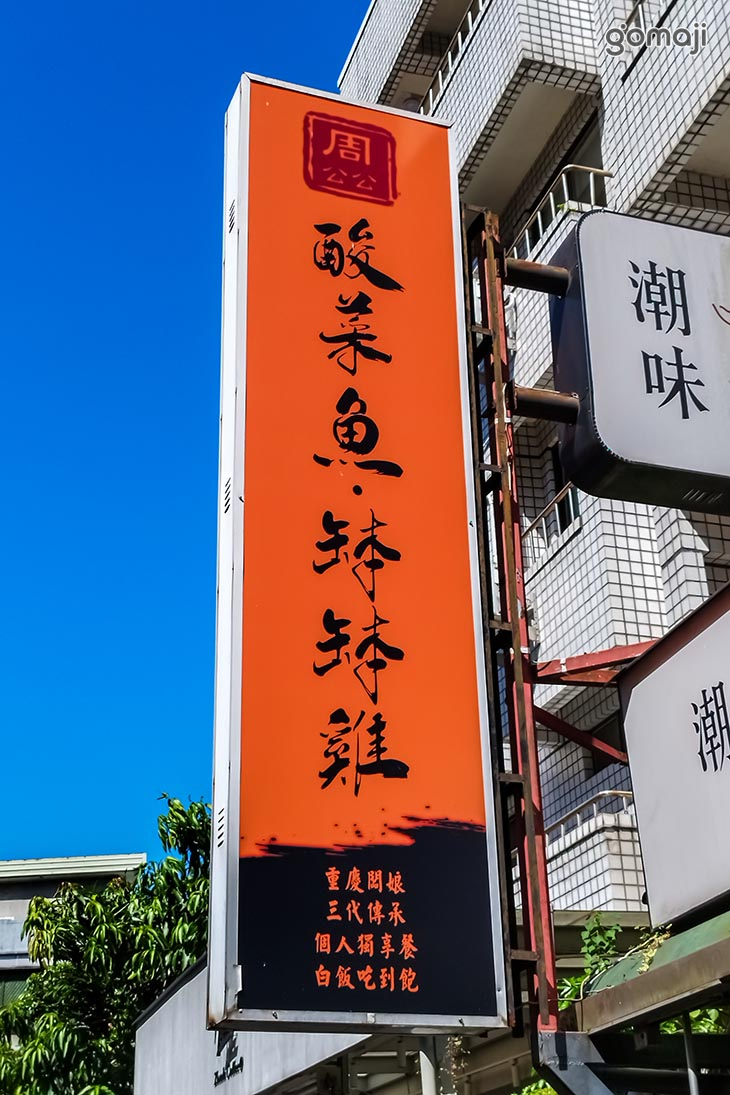 gomaji
周
公公
酸菜魚·缽缽雞
重慶闆娘
三代傳承
個人獨享餐
白飯吃到飽
潮味
潮